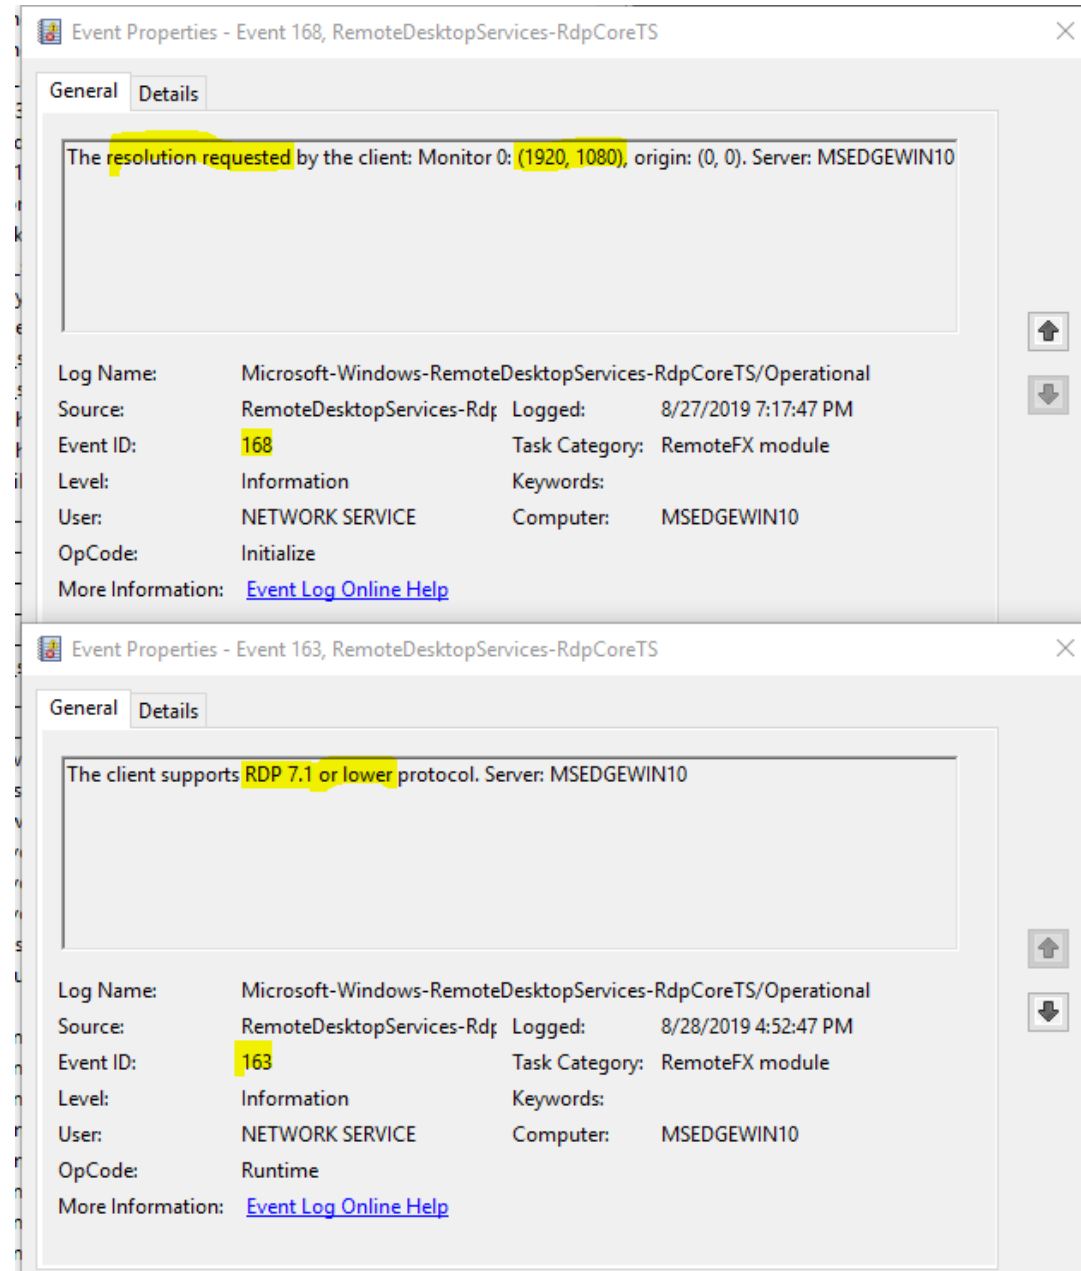 Event Properties - Event 168, RemoteDesktopServices-RdpCoreTS
General Details
The resolution requested by the client: Monitor 0: (1920, 1080), origin: (0, 0). Server: MSEDGEWIN10
Log Name: Microsoft-Windows-RemoteDesktopServices-RdpCoreTS/Operational
Source: RemoteDesktopServices-Rdp Logged: 8/27/2019 7:17:47 PM
Event ID: 168 Task Category: RemoteFX module
Level: Information Keywords:
User: NETWORK SERVICE Computer: MSEDGEWIN10
OpCode: Initialize
More Information: Event Log Online Help
Event Properties - Event 163, RemoteDesktopServices-RdpCoreTS
General Details
The client supports RDP 7.1 or lower protocol. Server: MSEDGEWIN10
Log Name: Microsoft-Windows-RemoteDesktopServices-RdpCoreTS/Operational
Source: RemoteDesktopServices-Rdp Logged: 8/28/2019 4:52:47 PM
Event ID: 163 Task Category: RemoteFX module
Level: Information Keywords:
User: NETWORK SERVICE Computer: MSEDGEWIN10
OpCode: Runtime
More Information: Event Log Online Help